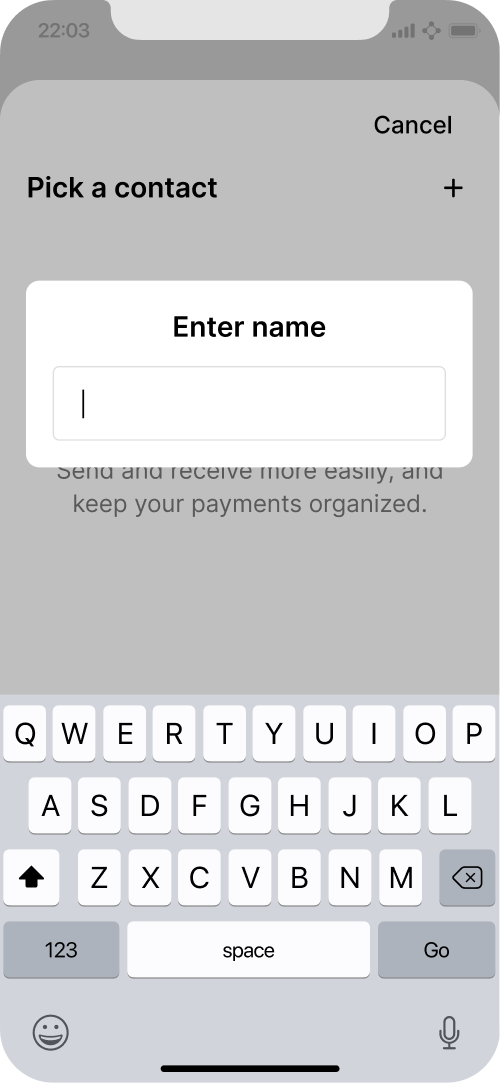 22:03
Cancel
Pick a contact
+
Enter name
Send and receive more easily, and
keep your payments organized.
Q W E R T Y U I O P
A S D F G H J K L
Z X C V B N M
123 space Go